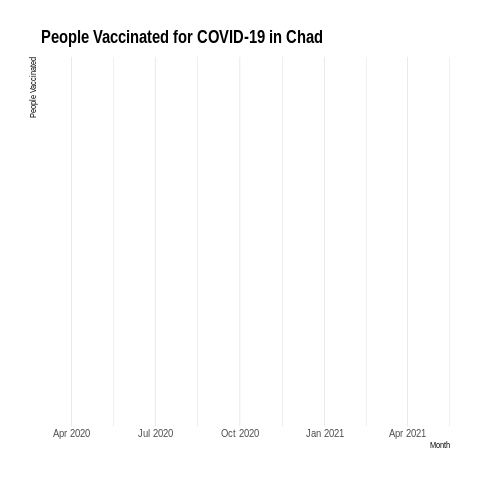 People Vaccinated for COVID-19 in Chad
People Vaccinated
Apr 2020 Jul 2020 Oct 2020 Jan 2021 Apr 2021
Month